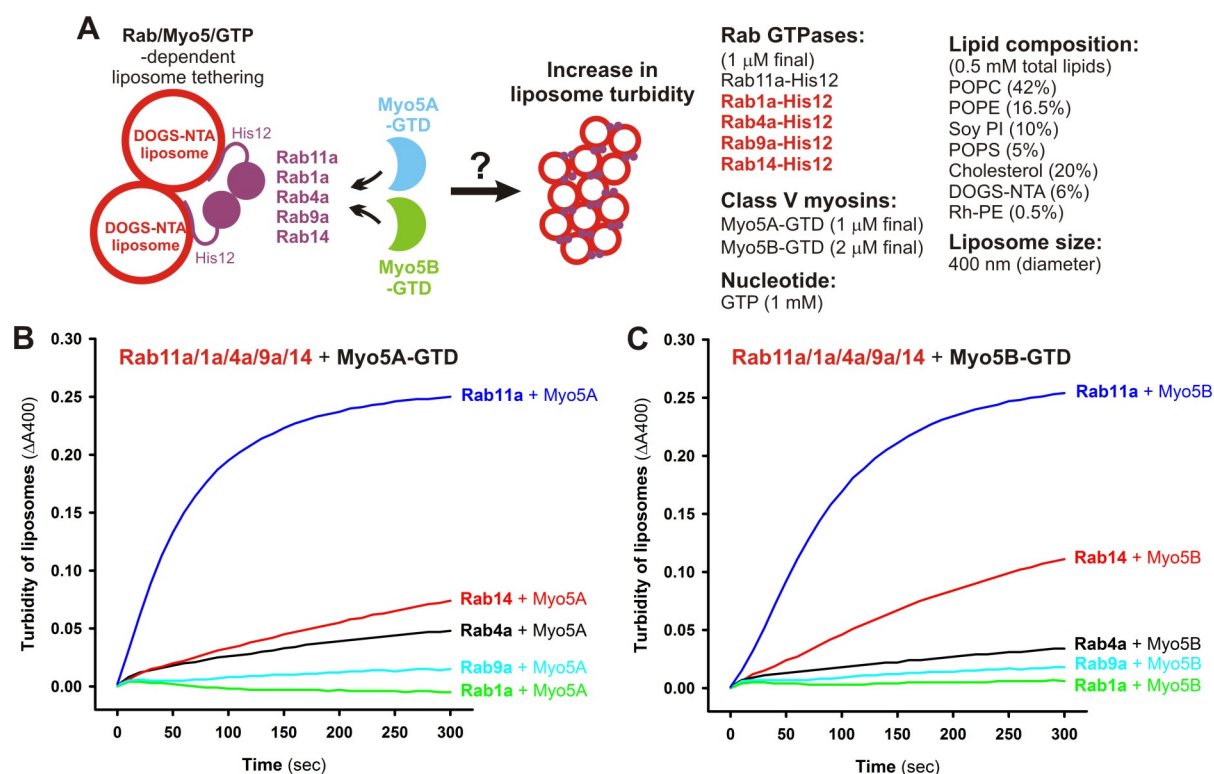 A
Rab/Myo5/GTP
-dependent
liposome tethering
DOGS-NTA
liposome
His12
DOGS-NTA
liposome
His12
Rab11a
Rab1a
Rab4a
Rab9a
Rab14
Myo5A
-GTD
Myo5B
-GTD
?
Increase in
liposome turbidity
Rab GTPases:
(1 μM final)
Rab11a-His12
Rab1a-His12
Rab4a-His12
Rab9a-His12
Rab14-His12
Class V myosins:
Myo5A-GTD (1 μM final)
Myo5B-GTD (2 μM final)
Nucleotide:
GTP (1 mM)
Lipid composition:
(0.5 mM total lipids)
POPC (42%)
POPE (16.5%)
Soy PI (10%)
POPS (5%)
Cholesterol (20%)
DOGS-NTA (6%)
Rh-PE (0.5%)
Liposome size:
400 nm (diameter)
B
Rab11a/1a/4a/9a/14 + Myo5A-GTD
Turbidity of liposomes (ΔA400)
0.30
0.25
0.20
0.15
0.10
0.05
0.00
Rab11a + Myo5A
Rab14 + Myo5A
Rab4a + Myo5A
Rab9a + Myo5A
Rab1a + Myo5A
0 50 100 150 200 250 300
Time (sec)
C
Rab11a/1a/4a/9a/14 + Myo5B-GTD
Turbidity of liposomes (ΔA400)
0.30
0.25
0.20
0.15
0.10
0.05
0.00
Rab11a + Myo5B
Rab14 + Myo5B
Rab4a + Myo5B
Rab9a + Myo5B
Rab1a + Myo5B
0 50 100 150 200 250 300
Time (sec)